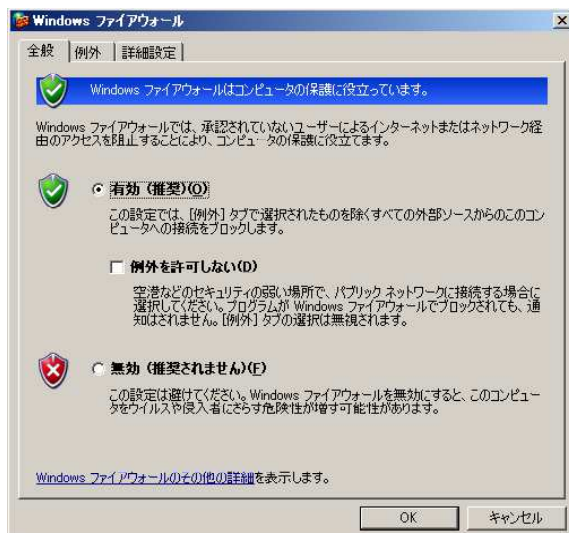 Windows ファイアウォール
全般
例外
詳細設定
Windows ファイアウォールはコンピュータの保護に役立っています。
Windows ファイアウォールでは、承認されていないユーザーによるインターネットまたはネットワーク経
由のアクセスを阻止することにより、コンピュータの保護に役立てます。
有効 (推奨)(O)
この設定では、[例外] タブで選択されたものを除くすべての外部ソースからのこのコン
ピュータへの接続をブロックします。
例外を許可しない(D)
空港などのセキュリティの弱い場所で、パブリック ネットワークに接続する場合に
選択してください。プログラムが Windows ファイアウォールでブロックされても、通
知はされません。[例外] タブの選択は無視されます。
無効 (推奨されません)(F)
この設定は避けてください。Windows ファイアウォールを無効にすると、このコンピュー
タをウイルスや侵入者にさらす危険性が増す可能性があります。
Windows ファイアウォールのその他の詳細を表示します。
OK
キャンセル